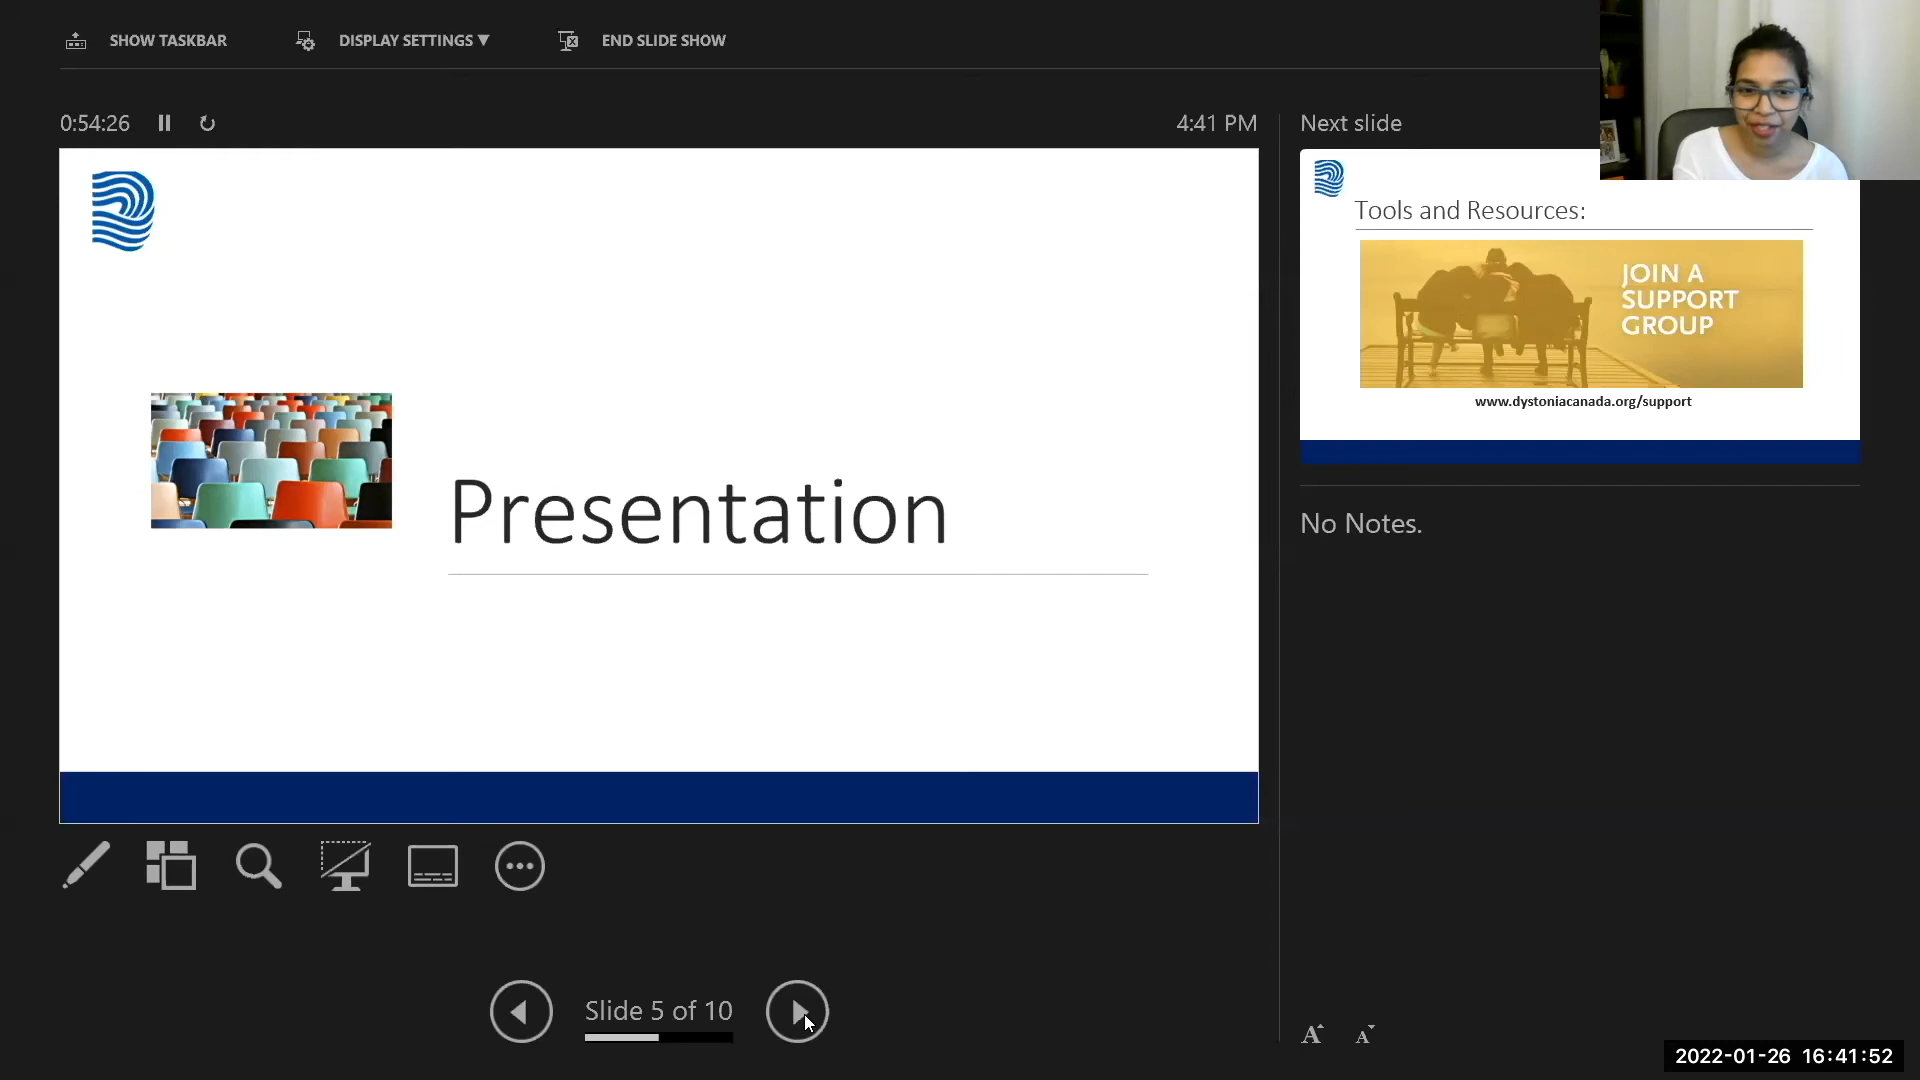 SHOW TASKBAR
DISPLAY SETTINGS ▼
END SLIDE SHOW
0:54:26
4:41 PM
Next slide
Presentation
Tools and Resources:
JOIN A
SUPPORT
GROUP
www.dystoniacanada.org/support
No Notes.
Slide 5 of 10
A A
2022-01-26 16:41:52